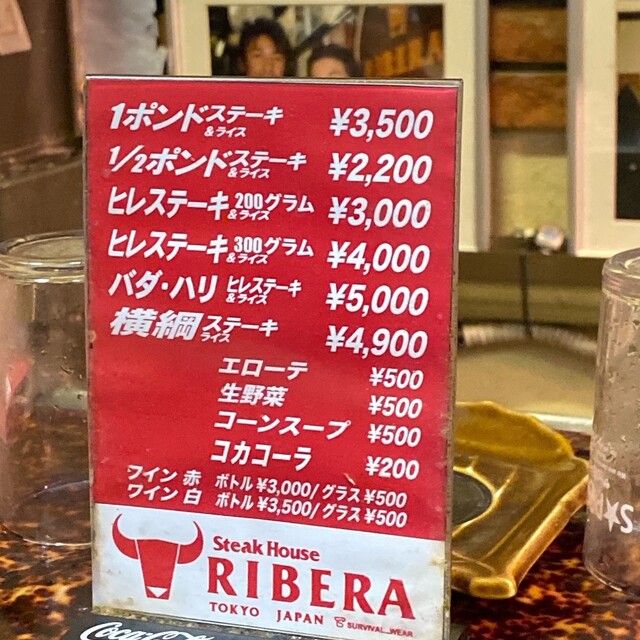 RIBERA
1ポンドステーキ&ライス ¥3,500
1/2ポンドステーキ&ライス ¥2,200
ヒレステーキ200グラム&ライス ¥3,000
ヒレステーキ300グラム&ライス ¥4,000
バダ・ハリ ヒレステーキ&ライス ¥5,000
横綱ステーキライス ¥4,900
エローテ ¥500
生野菜 ¥500
コーンスープ ¥500
コカコーラ ¥200
ワイン 赤 ボトル ¥3,000/グラス ¥500
ワイン 白 ボトル ¥3,500/グラス ¥500
Steak House
RIBERA
TOKYO JAPAN SURVIVAL_WEAR
Coca-Cola